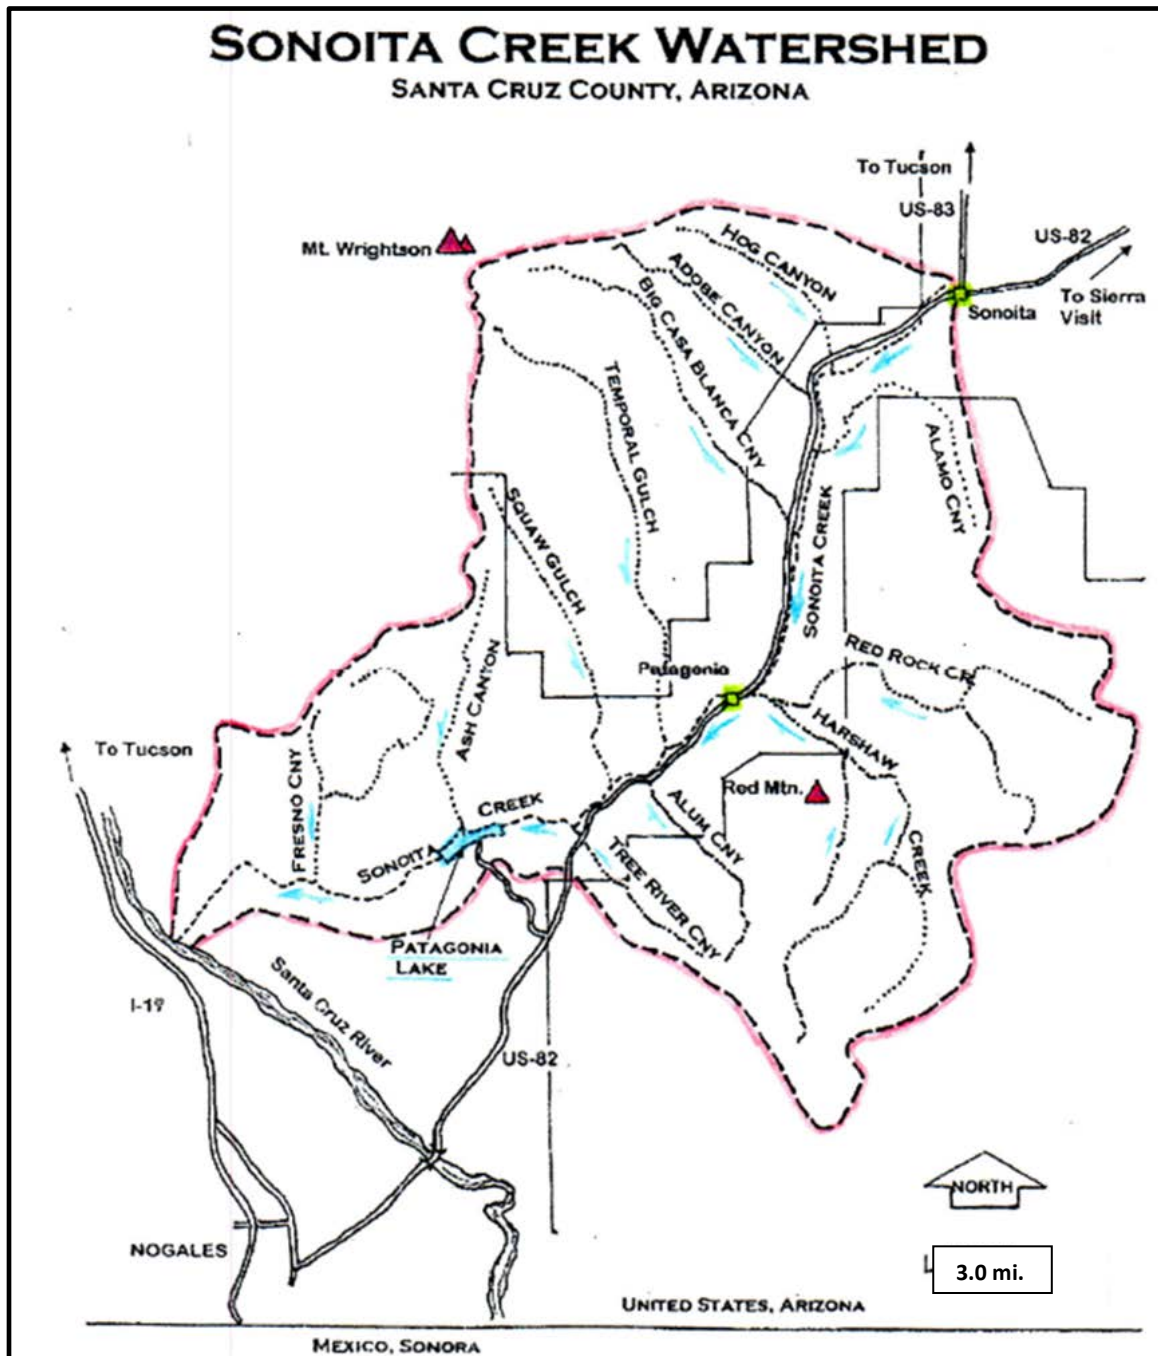 SONOITA CREEK WATERSHED
SANTA CRUZ COUNTY, ARIZONA
To Tucson
US-83
US-82
Mt. Wrightson
HOG CANYON
ADOBE CANYON
BIG CASA BLANCA CNY
To Sierra
Visit
Sonoita
TEMPORAL GULCH
ALAMO CNY
SQUAW GULCH
SONOITA CREEK
Patagonia
RED ROCK CR.
ASH CANYON
HARSHAW
CREEK
To Tucson
FRESNO CNY
Red Mtn.
SONOITA
CREEK
ALUM CNY
TREE RIVER CNY
PATAGONIA
LAKE
I-19
Santa Cruz River
US-82
NORTH
NOGALES
3.0 mi.
UNITED STATES, ARIZONA
MEXICO, SONORA